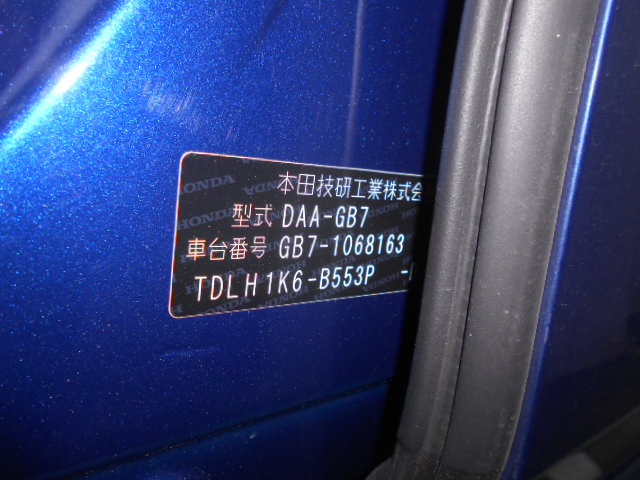 本田技研工業株式会
型式 DAA-GB7
車台番号 GB7-1068163
TDLH1K6-B553P -